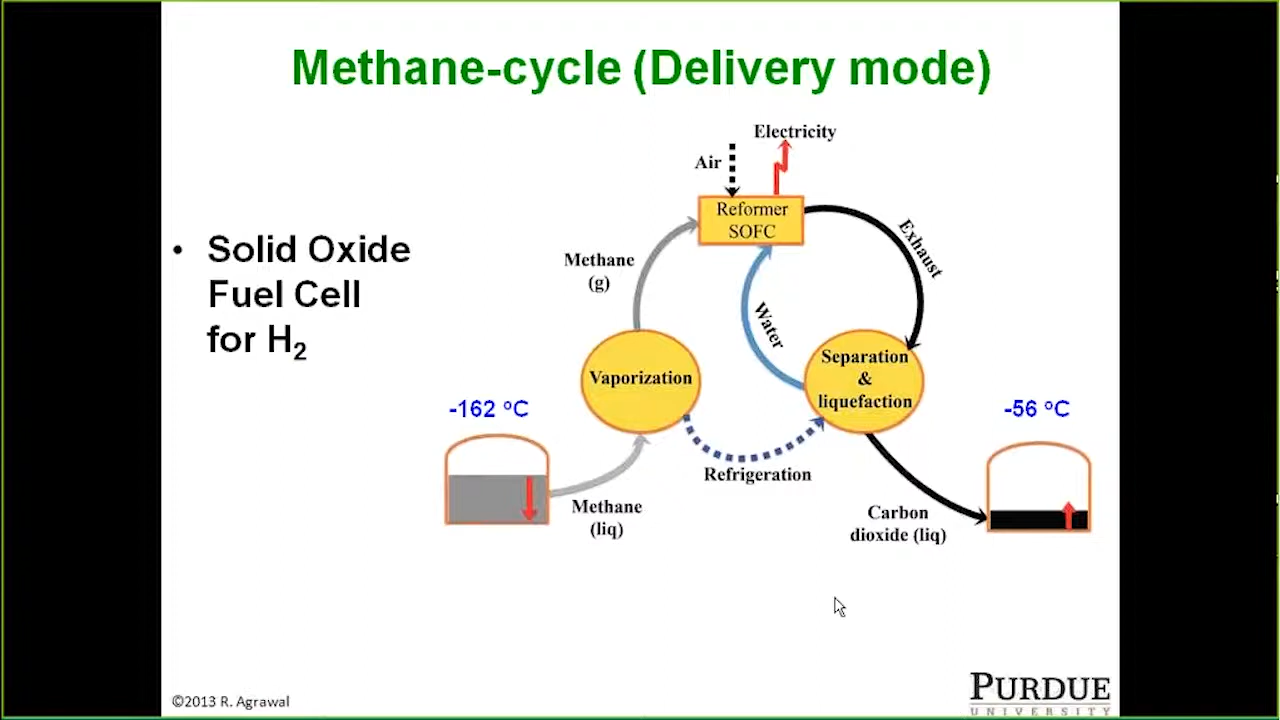 Methane-cycle (Delivery mode)
• Solid Oxide
Fuel Cell
for H₂
Electricity
Air
Reformer
SOFC
Exhaust
Methane
(g)
Water
Vaporization
Separation
&
liquefaction
-162 °C
-56 °C
Refrigeration
Methane
(liq)
Carbon
dioxide (liq)
©2013 R. Agrawal
PURDUE
UNIVERSITY